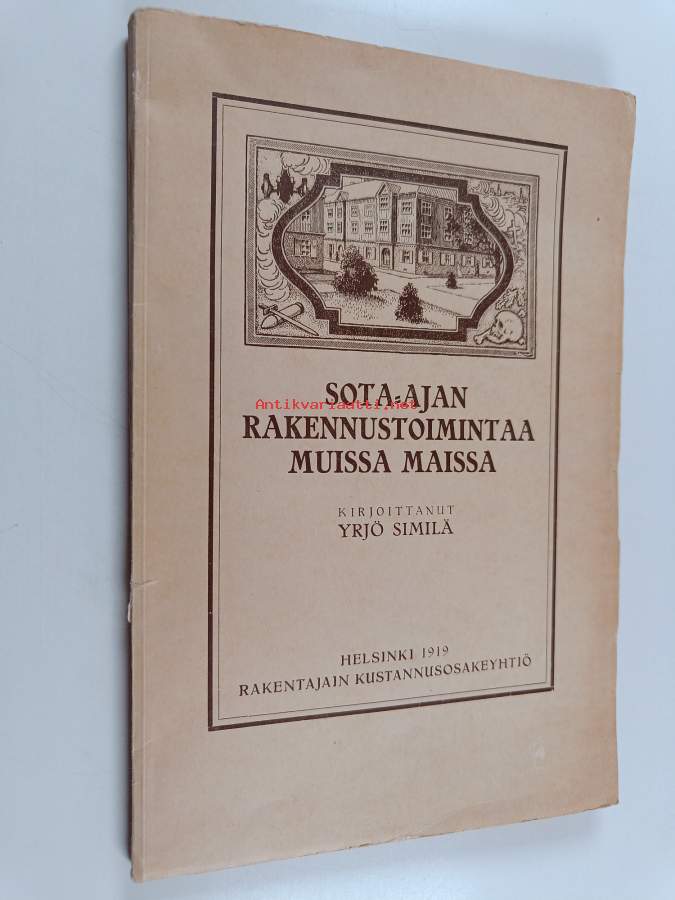 SOTA-AJAN
Antikvariaatti.net
RAKENNUSTOIMINTAA
MUISSA MAISSA
KIRJOITTANUT
YRJÖ SIMILÄ
HELSINKI 1919
RAKENTAJAIN KUSTANNUSOSAKEYHTIÖ